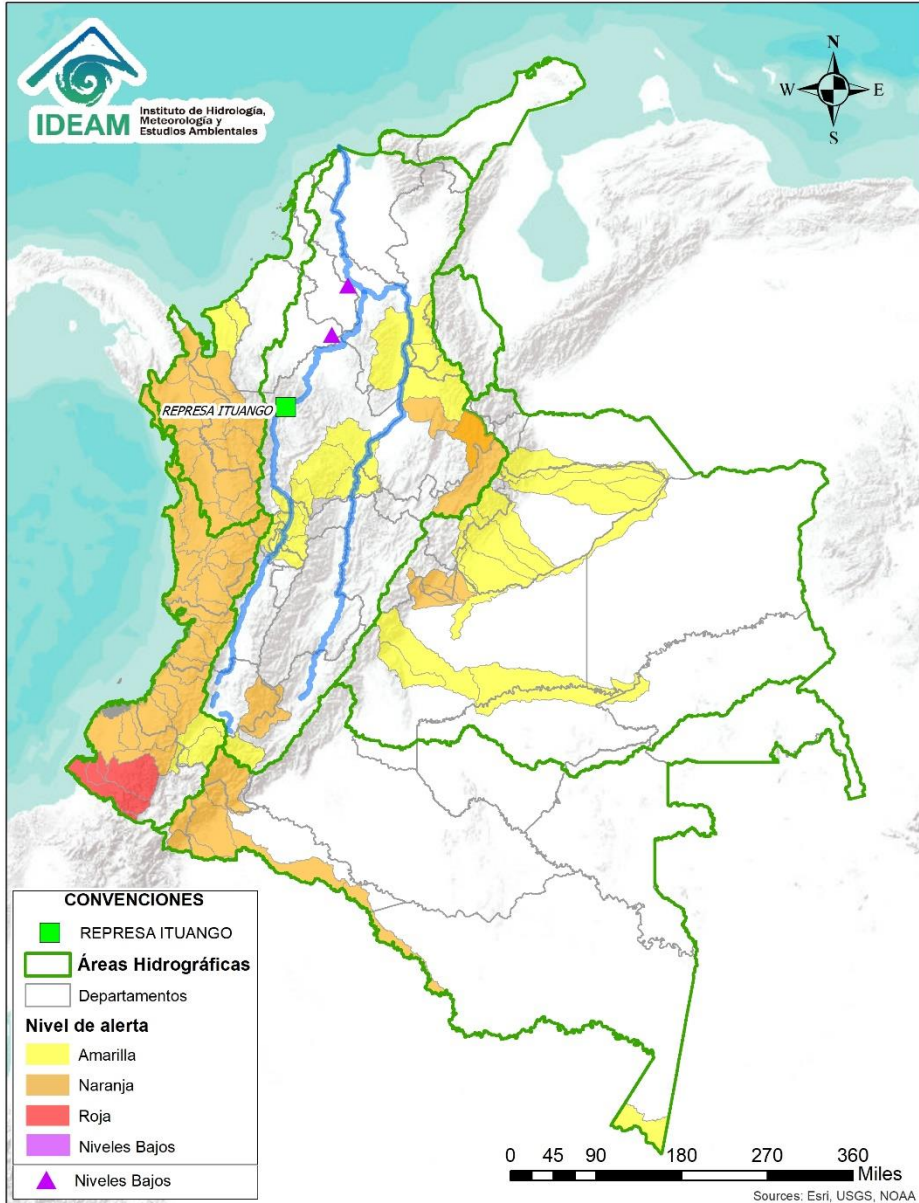 IDEAM
Instituto de Hidrología,
Meteorología y
Estudios Ambientales
N
W
E
S
REPRESA ITUANGO
CONVENCIONES
REPRESA ITUANGO
Áreas Hidrográficas
Departamentos
Nivel de alerta
Amarilla
Naranja
Roja
Niveles Bajos
Niveles Bajos
0 45 90 180 270 360
Miles
Sources: Esri, USGS, NOAA